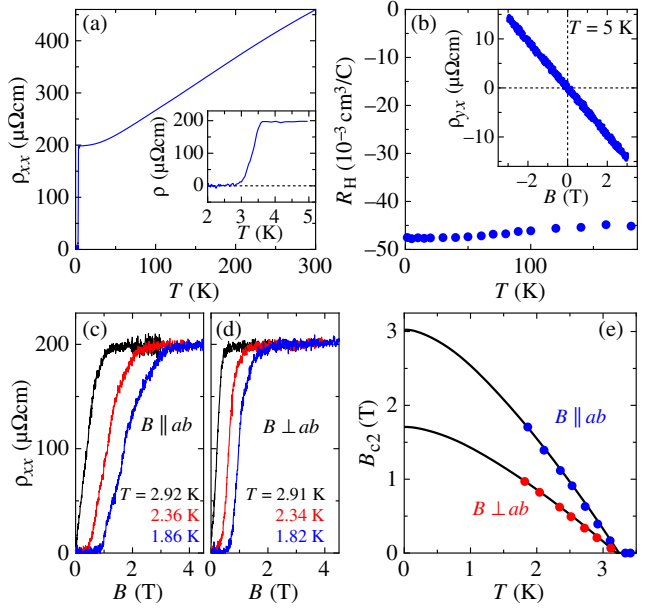 (a)
ρxx (μΩcm)
400
300
200
100
0
0
100
200
300
T (K)
ρ (μΩcm)
200
100
0
2
3
4
5
T (K)
(b)
T = 5 K
RH (10⁻³ cm³/C)
0
−10
−20
−30
−40
−50
0
100
T (K)
ρyx (μΩcm)
10
0
−10
−2
0
2
B (T)
(c)
B ∥ ab
T = 2.92 K
2.36 K
1.86 K
ρxx (μΩcm)
200
100
0
0
2
4
B (T)
(d)
B ⊥ ab
2.91 K
2.34 K
1.82 K
0
2
4
B (T)
(e)
Bc2 (T)
3
2
1
0
0
1
2
3
T (K)
B ∥ ab
B ⊥ ab